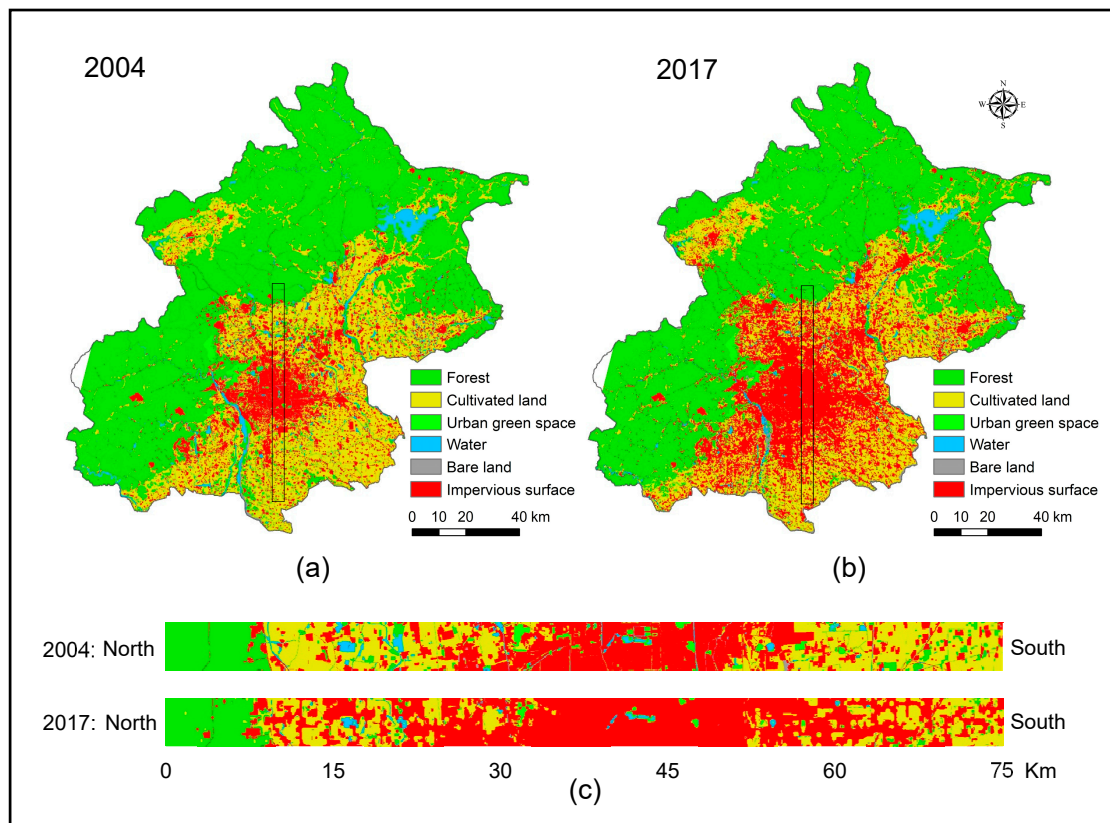 2004
2017
N
W E
S
Forest
Cultivated land
Urban green space
Water
Bare land
Impervious surface
0 10 20 40 km
(a)
Forest
Cultivated land
Urban green space
Water
Bare land
Impervious surface
0 10 20 40 km
(b)
2004: North South
2017: North South
0 15 30 45 60 75 Km
(c)